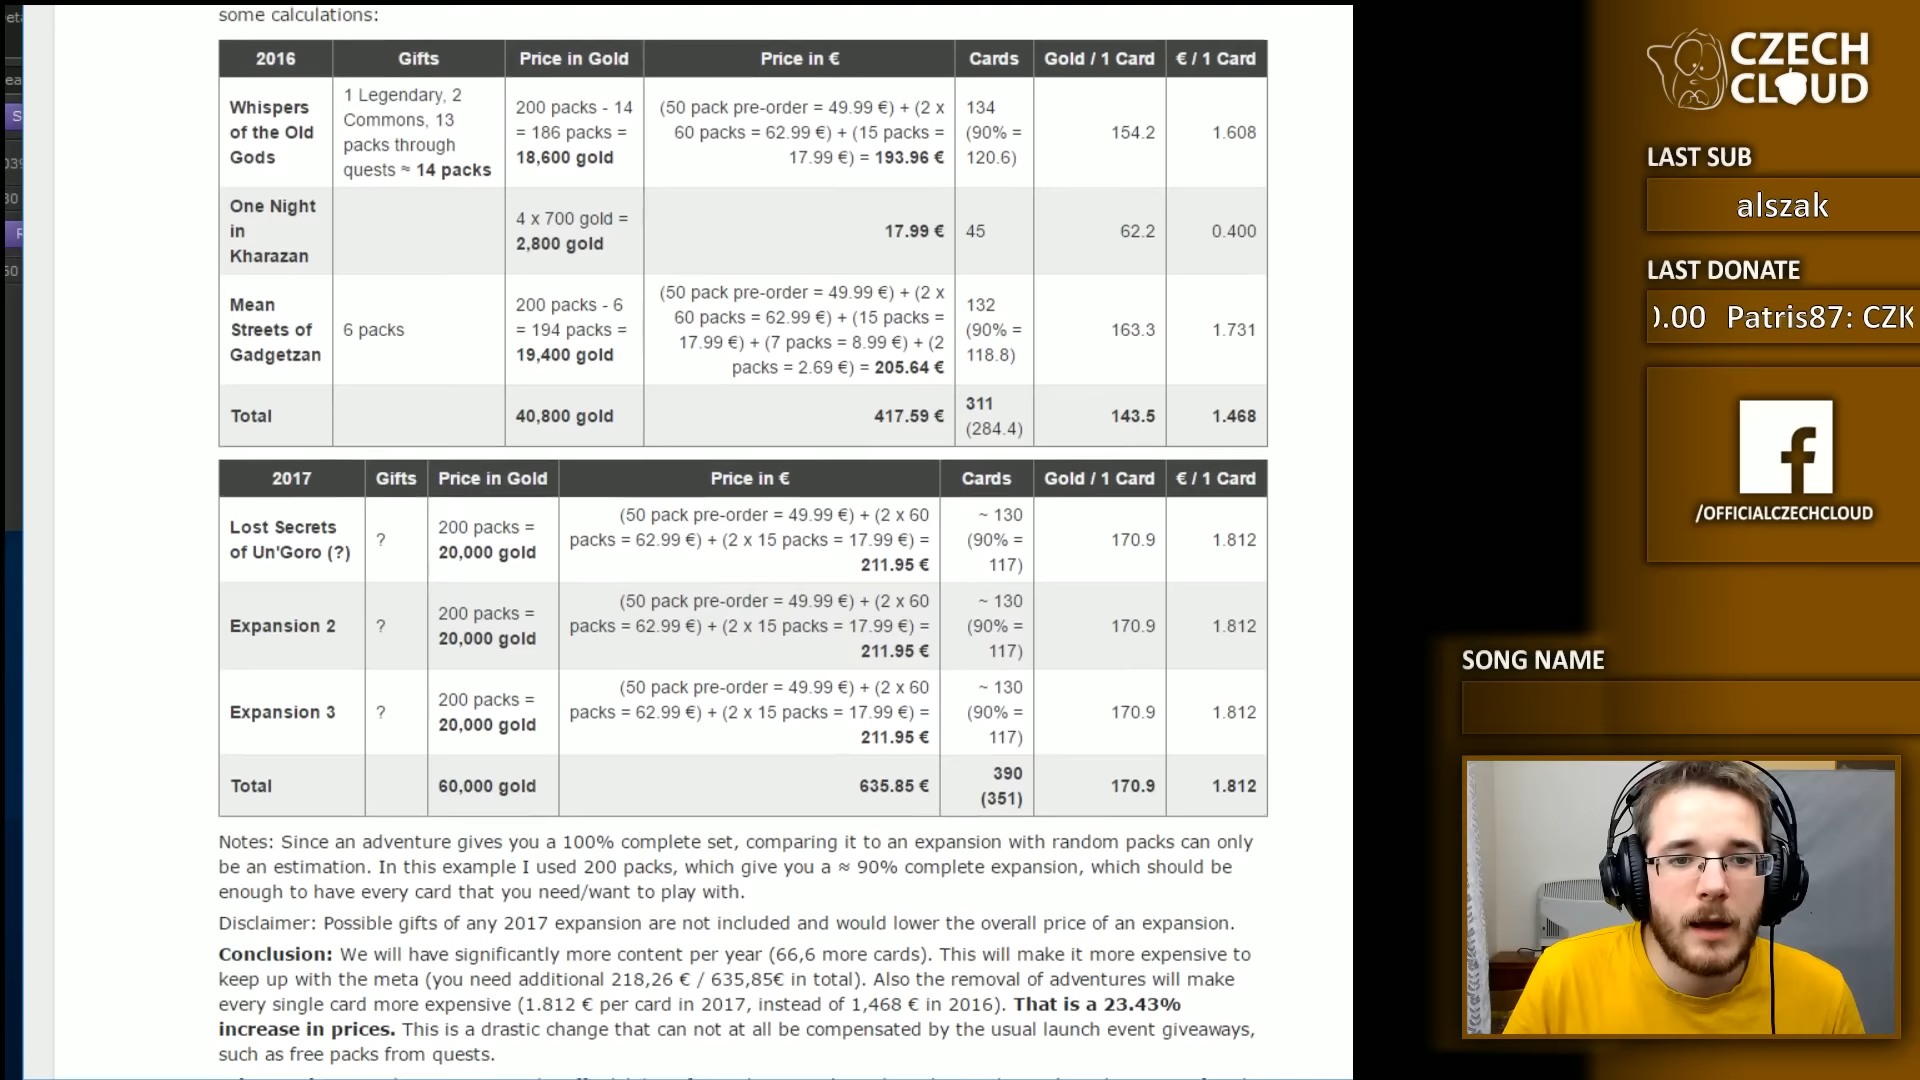 some calculations:
2016 Gifts Price in Gold Price in € Cards Gold / 1 Card € / 1 Card
Whispers of the Old Gods
1 Legendary, 2 Commons, 13 packs through quests ≈ 14 packs
200 packs - 14 = 186 packs = 18,600 gold
(50 pack pre-order = 49.99 €) + (2 x 60 packs = 62.99 €) + (15 packs = 17.99 €) = 193.96 €
134 (90% = 120.6)
154.2
1.608
One Night in Kharazan
4 x 700 gold = 2,800 gold
17.99 €
45
62.2
0.400
Mean Streets of Gadgetzan
6 packs
200 packs - 6 = 194 packs = 19,400 gold
(50 pack pre-order = 49.99 €) + (2 x 60 packs = 62.99 €) + (15 packs = 17.99 €) + (7 packs = 8.99 €) + (2 packs = 2.69 €) = 205.64 €
132 (90% = 118.8)
163.3
1.731
Total
40,800 gold
417.59 €
311 (284.4)
143.5
1.468
2017 Gifts Price in Gold Price in € Cards Gold / 1 Card € / 1 Card
Lost Secrets of Un'Goro (?)
?
200 packs = 20,000 gold
(50 pack pre-order = 49.99 €) + (2 x 60 packs = 62.99 €) + (2 x 15 packs = 17.99 €) = 211.95 €
~ 130 (90% = 117)
170.9
1.812
Expansion 2
?
200 packs = 20,000 gold
(50 pack pre-order = 49.99 €) + (2 x 60 packs = 62.99 €) + (2 x 15 packs = 17.99 €) = 211.95 €
~ 130 (90% = 117)
170.9
1.812
Expansion 3
?
200 packs = 20,000 gold
(50 pack pre-order = 49.99 €) + (2 x 60 packs = 62.99 €) + (2 x 15 packs = 17.99 €) = 211.95 €
~ 130 (90% = 117)
170.9
1.812
Total
60,000 gold
635.85 €
390 (351)
170.9
1.812
Notes: Since an adventure gives you a 100% complete set, comparing it to an expansion with random packs can only
be an estimation. In this example I used 200 packs, which give you a ≈ 90% complete expansion, which should be
enough to have every card that you need/want to play with.
Disclaimer: Possible gifts of any 2017 expansion are not included and would lower the overall price of an expansion.
Conclusion: We will have significantly more content per year (66,6 more cards). This will make it more expensive to
keep up with the meta (you need additional 218,26 € / 635,85€ in total). Also the removal of adventures will make
every single card more expensive (1.812 € per card in 2017, instead of 1,468 € in 2016). That is a 23.43%
increase in prices. This is a drastic change that can not at all be compensated by the usual launch event giveaways,
such as free packs from quests.
CZECH
CLOUD
LAST SUB
alszak
LAST DONATE
).00 Patris87: CZK
f
/OFFICIALCZECHCLOUD
SONG NAME